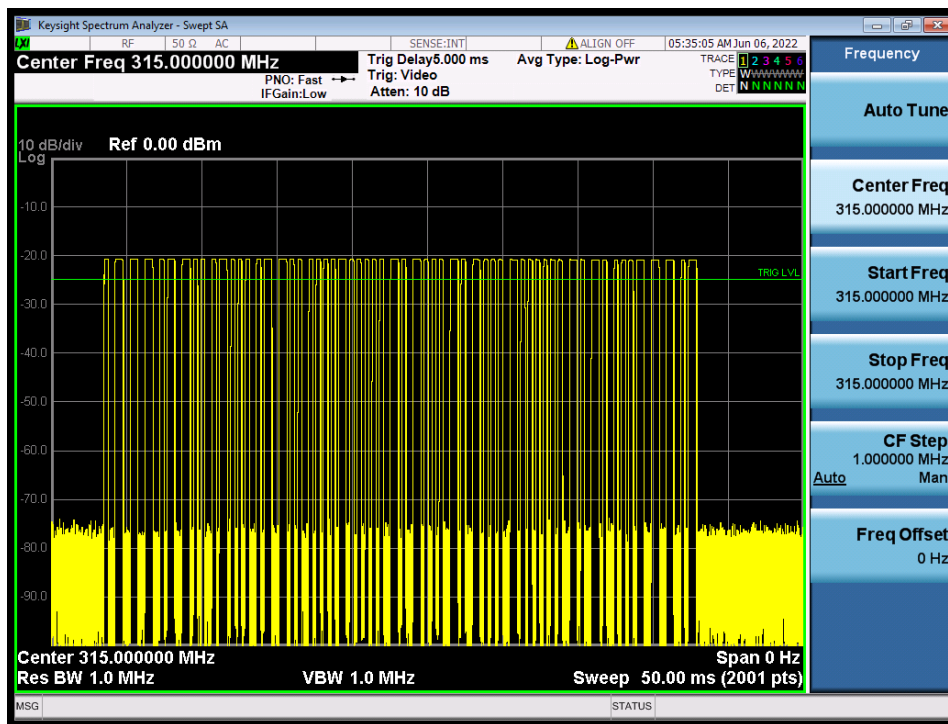 Keysight Spectrum Analyzer - Swept SA
LXI RF 50 Ω AC SENSE:INT ALIGN OFF 05:35:05 AM Jun 06, 2022
Center Freq 315.000000 MHz
PNO: Fast
IFGain:Low
Trig Delay5.000 ms
Trig: Video
Atten: 10 dB
Avg Type: Log-Pwr
TRACE 1 2 3 4 5 6
TYPE WWWWWW
DET N N N N N N
10 dB/div
Log
Ref 0.00 dBm
-10.0
-20.0
TRIG LVL
-30.0
-40.0
-50.0
-60.0
-70.0
-80.0
-90.0
Center 315.000000 MHz
Span 0 Hz
Res BW 1.0 MHz
VBW 1.0 MHz
Sweep 50.00 ms (2001 pts)
MSG
STATUS
Frequency
Auto Tune
Center Freq
315.000000 MHz
Start Freq
315.000000 MHz
Stop Freq
315.000000 MHz
CF Step
1.000000 MHz
Auto Man
Freq Offset
0 Hz